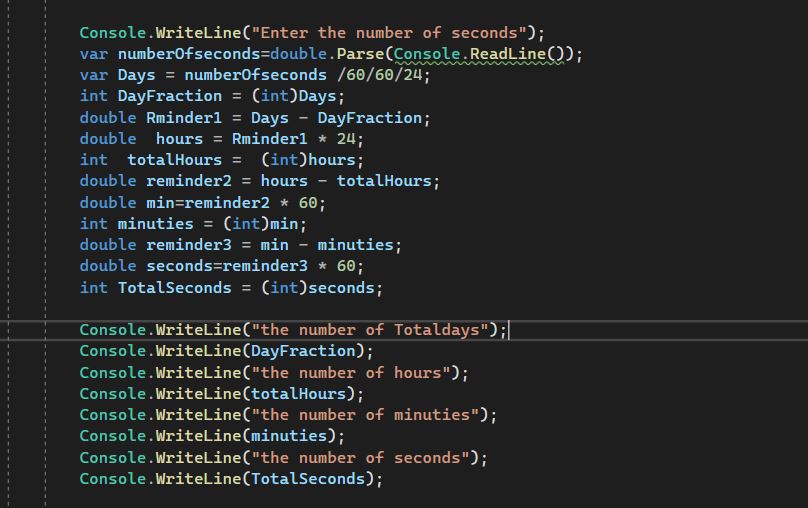 Console.WriteLine("Enter the number of seconds");
var numberOfseconds=double.Parse(Console.ReadLine());
var Days = numberOfseconds /60/60/24;
int DayFraction = (int)Days;
double Rminder1 = Days - DayFraction;
double  hours = Rminder1 * 24;
int  totalHours =  (int)hours;
double reminder2 = hours - totalHours;
double min=reminder2 * 60;
int minuties = (int)min;
double reminder3 = min - minuties;
double seconds=reminder3 * 60;
int TotalSeconds = (int)seconds;
Console.WriteLine("the number of Totaldays");
Console.WriteLine(DayFraction);
Console.WriteLine("the number of hours");
Console.WriteLine(totalHours);
Console.WriteLine("the number of minuties");
Console.WriteLine(minuties);
Console.WriteLine("the number of seconds");
Console.WriteLine(TotalSeconds);